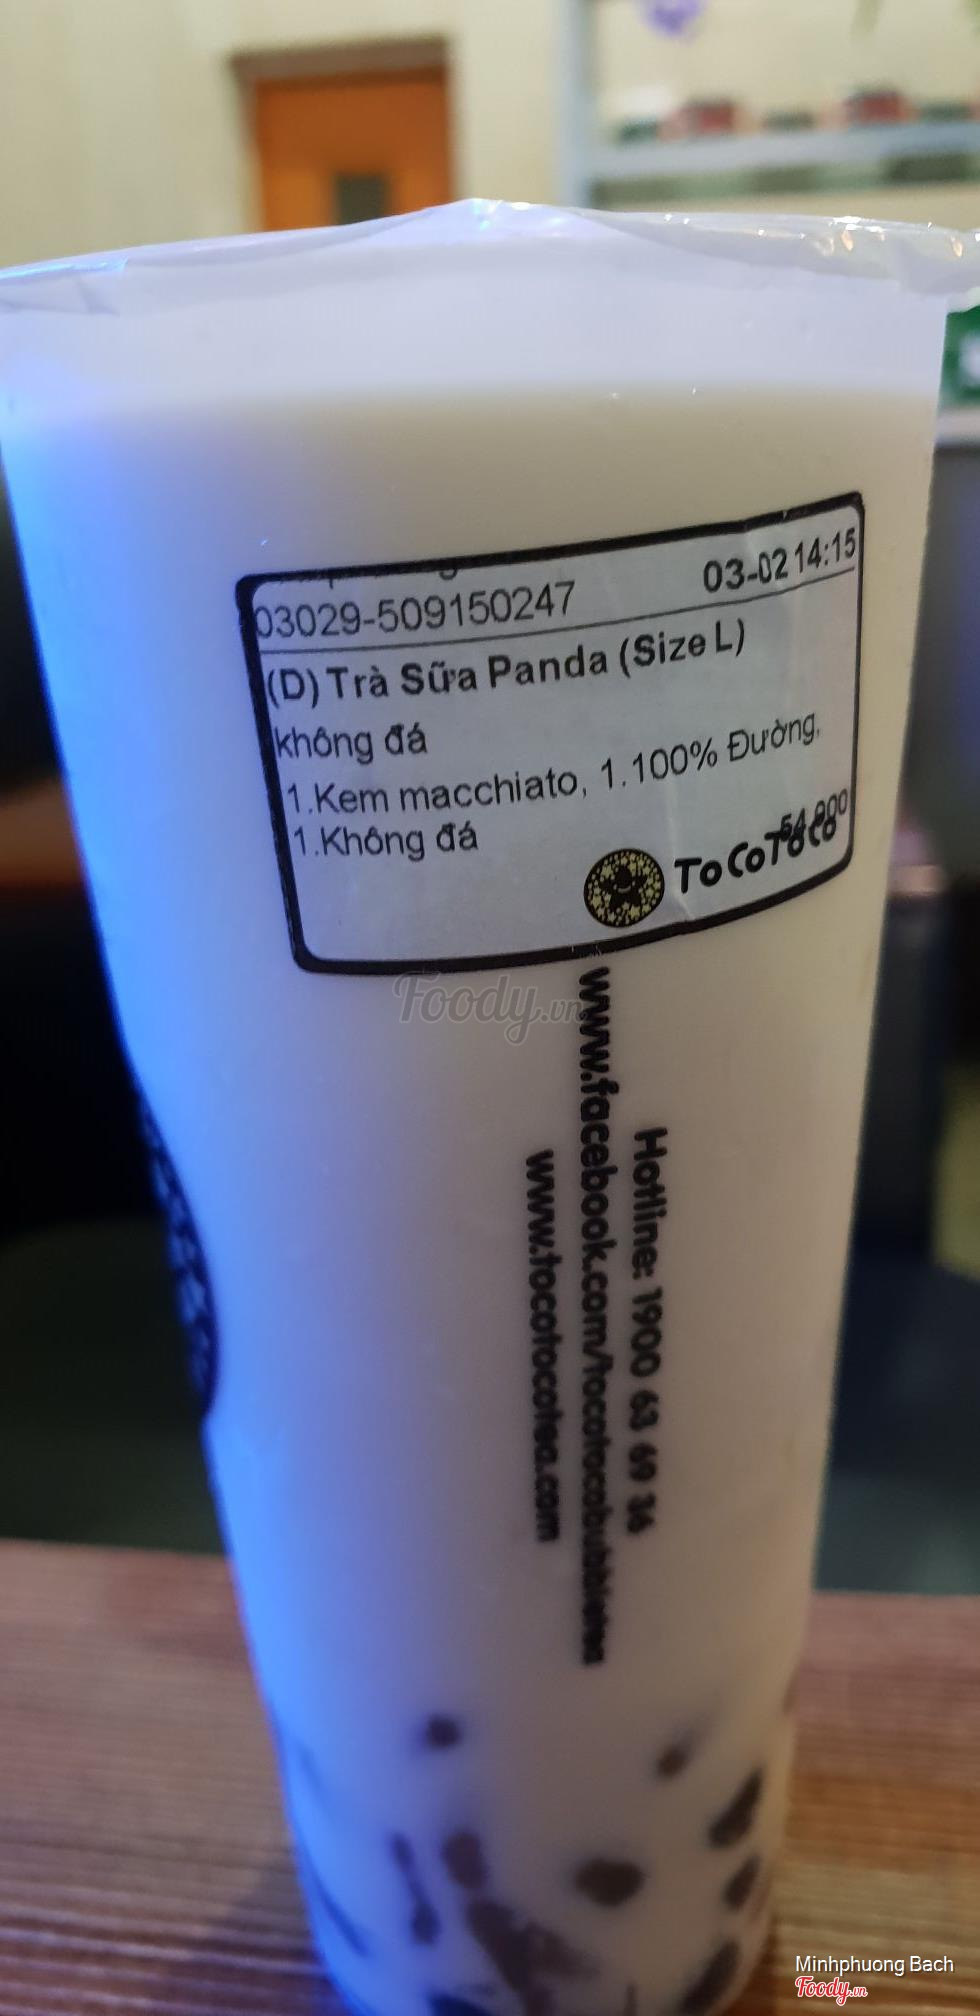 03029-509150247 03-02 14:15
(D) Trà Sữa Panda (Size L)
không đá
1.Kem macchiato, 1.100% Đường,
1.Không đá
54,000
ToCoToCo
Foody.vn
Hotline: 1900 63 69 36
www.facebook.com/tocotocobubbletea
www.tocotocotea.com
Minhphuong Bach
Foody.vn